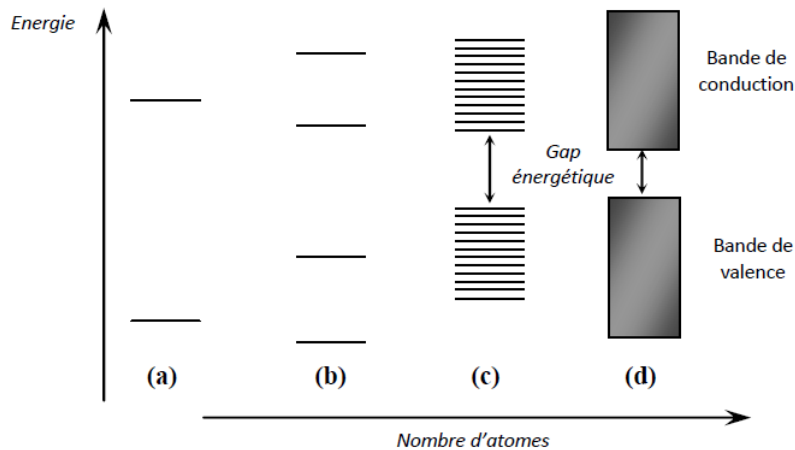 Energie
Bande de
conduction
Gap
énergétique
Bande de
valence
(a)
(b)
(c)
(d)
Nombre d'atomes